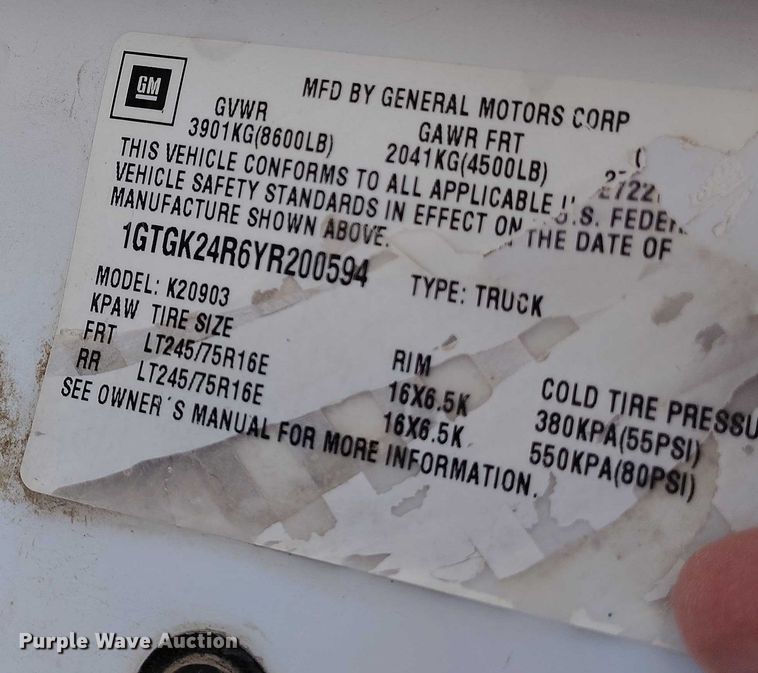 GM
MFD BY GENERAL MOTORS CORP
GVWR GAWR FRT
3901KG(8600LB) 2041KG(4500LB)
THIS VEHICLE CONFORMS TO ALL APPLICABLE U.S. FEDER
VEHICLE SAFETY STANDARDS IN EFFECT ON THE DATE OF
MANUFACTURE SHOWN ABOVE.
1GTGK24R6YR200594 TYPE: TRUCK
MODEL: K20903
KPAW TIRE SIZE RIM COLD TIRE PRESSU
FRT LT245/75R16E 16X6.5K 380KPA(55PSI)
RR LT245/75R16E 16X6.5K 550KPA(80PSI)
SEE OWNER'S MANUAL FOR MORE INFORMATION.
Purple Wave Auction